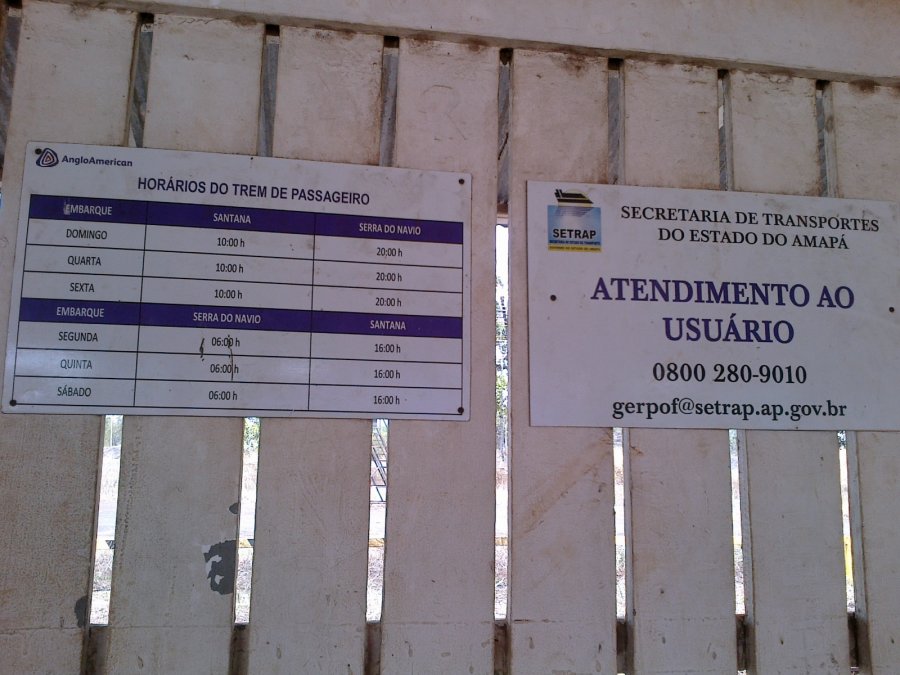 AngloAmerican
HORÁRIOS DO TREM DE PASSAGEIRO
EMBARQUE SANTANA SERRA DO NAVIO
DOMINGO 10:00 h 20:00 h
QUARTA 10:00 h 20:00 h
SEXTA 10:00 h 20:00 h
EMBARQUE SERRA DO NAVIO SANTANA
SEGUNDA 06:00 h 16:00 h
QUINTA 06:00 h 16:00 h
SÁBADO 06:00 h 16:00 h
SETRAP
SECRETARIA DE TRANSPORTES
DO ESTADO DO AMAPÁ
ATENDIMENTO AO
USUÁRIO
0800 280-9010
gerpof@setrap.ap.gov.br